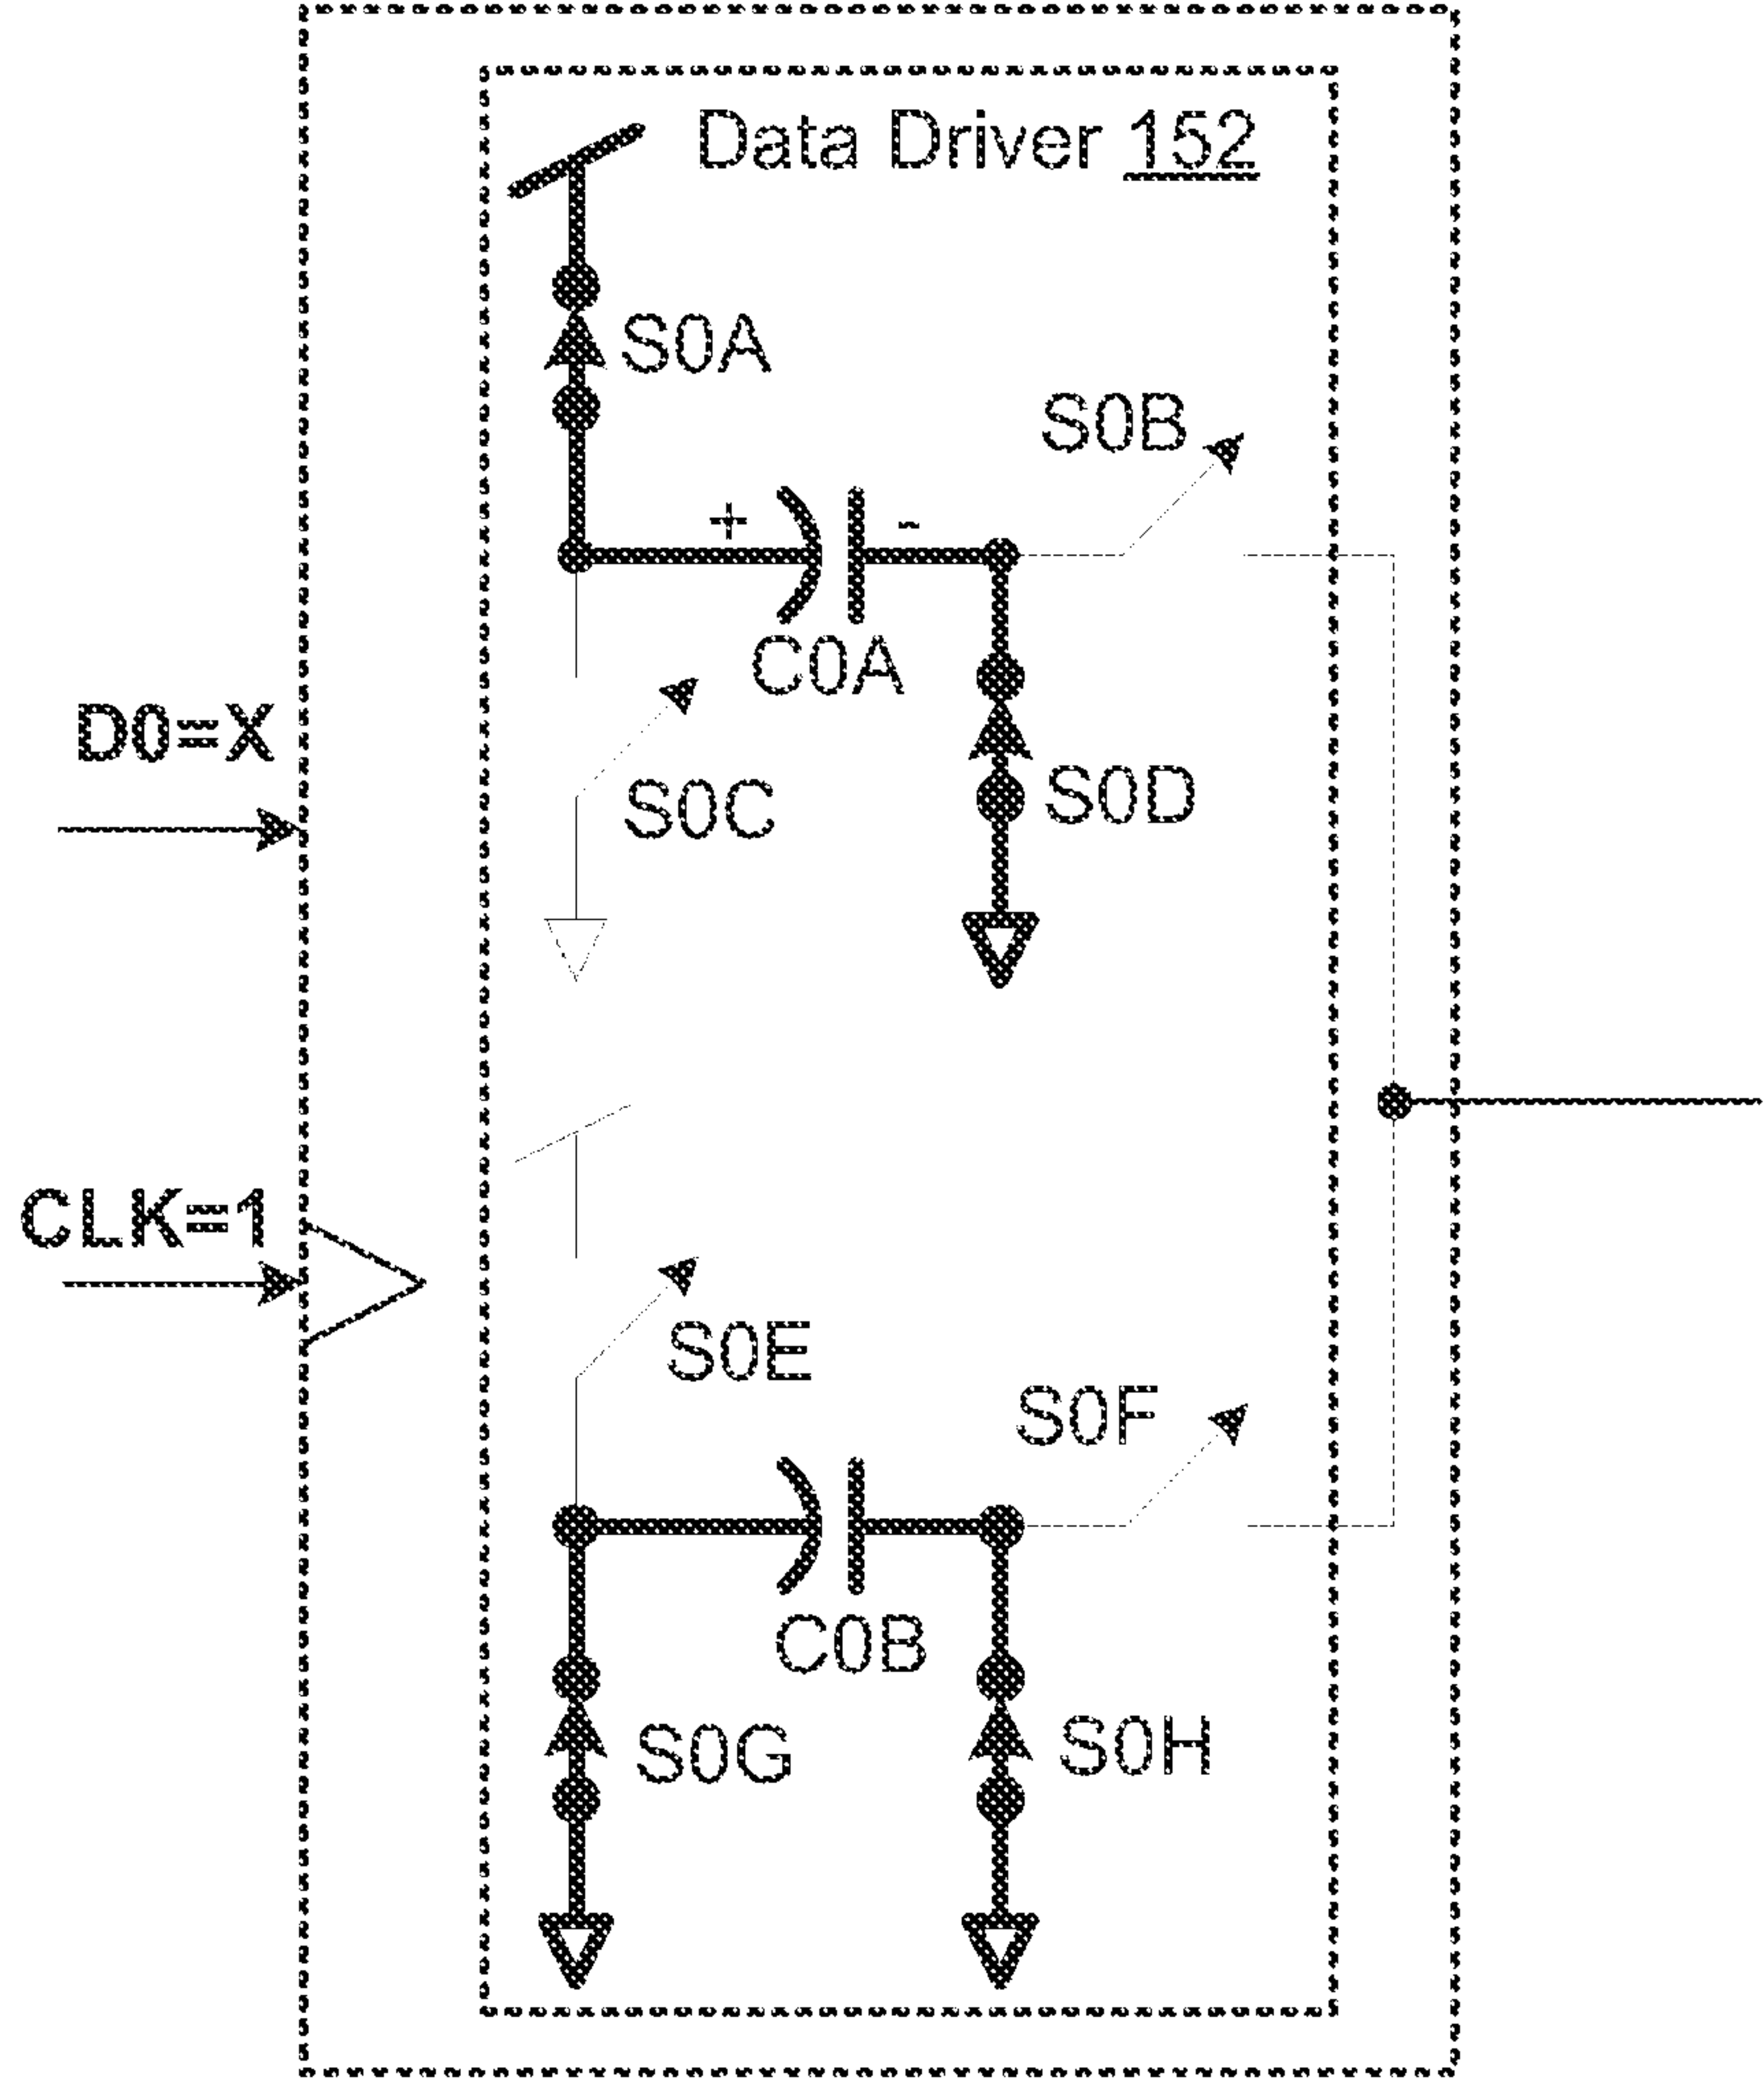 Data Driver 152
S0A
S0B
+ -
C0A
D0=X
S0C
S0D
CLK=1
S0E
S0F
C0B
S0G
S0H